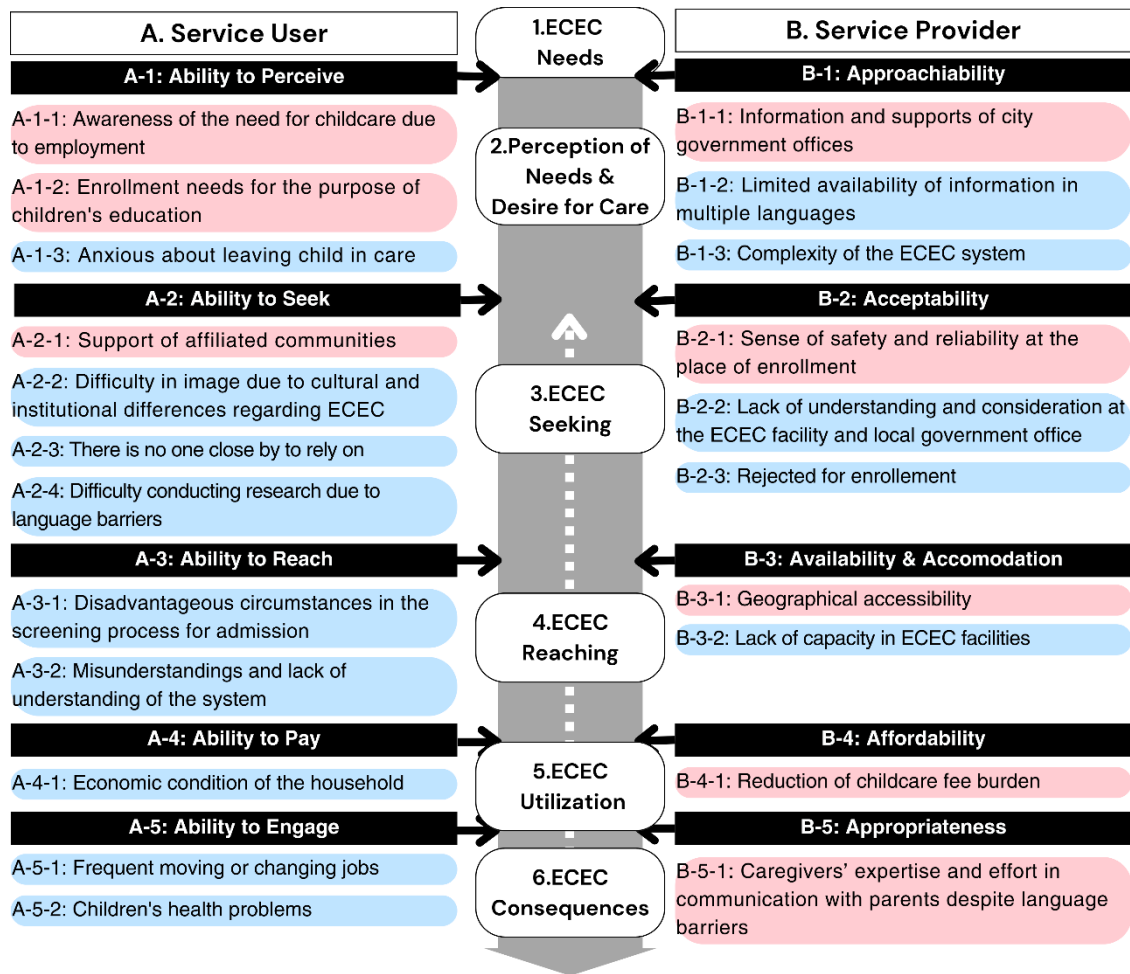 A. Service User
A-1: Ability to Perceive
A-1-1: Awareness of the need for childcare due
to employment
A-1-2: Enrollment needs for the purpose of
children's education
A-1-3: Anxious about leaving child in care
A-2: Ability to Seek
A-2-1: Support of affiliated communities
A-2-2: Difficulty in image due to cultural and
institutional differences regarding ECEC
A-2-3: There is no one close by to rely on
A-2-4: Difficulty conducting research due to
language barriers
A-3: Ability to Reach
A-3-1: Disadvantageous circumstances in the
screening process for admission
A-3-2: Misunderstandings and lack of
understanding of the system
A-4: Ability to Pay
A-4-1: Economic condition of the household
A-5: Ability to Engage
A-5-1: Frequent moving or changing jobs
A-5-2: Children's health problems
1.ECEC
Needs
2.Perception of
Needs &
Desire for Care
3.ECEC
Seeking
4.ECEC
Reaching
5.ECEC
Utilization
6.ECEC
Consequences
B. Service Provider
B-1: Approachiability
B-1-1: Information and supports of city
government offices
B-1-2: Limited availability of information in
multiple languages
B-1-3: Complexity of the ECEC system
B-2: Acceptability
B-2-1: Sense of safety and reliability at the
place of enrollment
B-2-2: Lack of understanding and consideration at
the ECEC facility and local government office
B-2-3: Rejected for enrollement
B-3: Availability & Accomodation
B-3-1: Geographical accessibility
B-3-2: Lack of capacity in ECEC facilities
B-4: Affordability
B-4-1: Reduction of childcare fee burden
B-5: Appropriateness
B-5-1: Caregivers’ expertise and effort in
communication with parents despite language
barriers